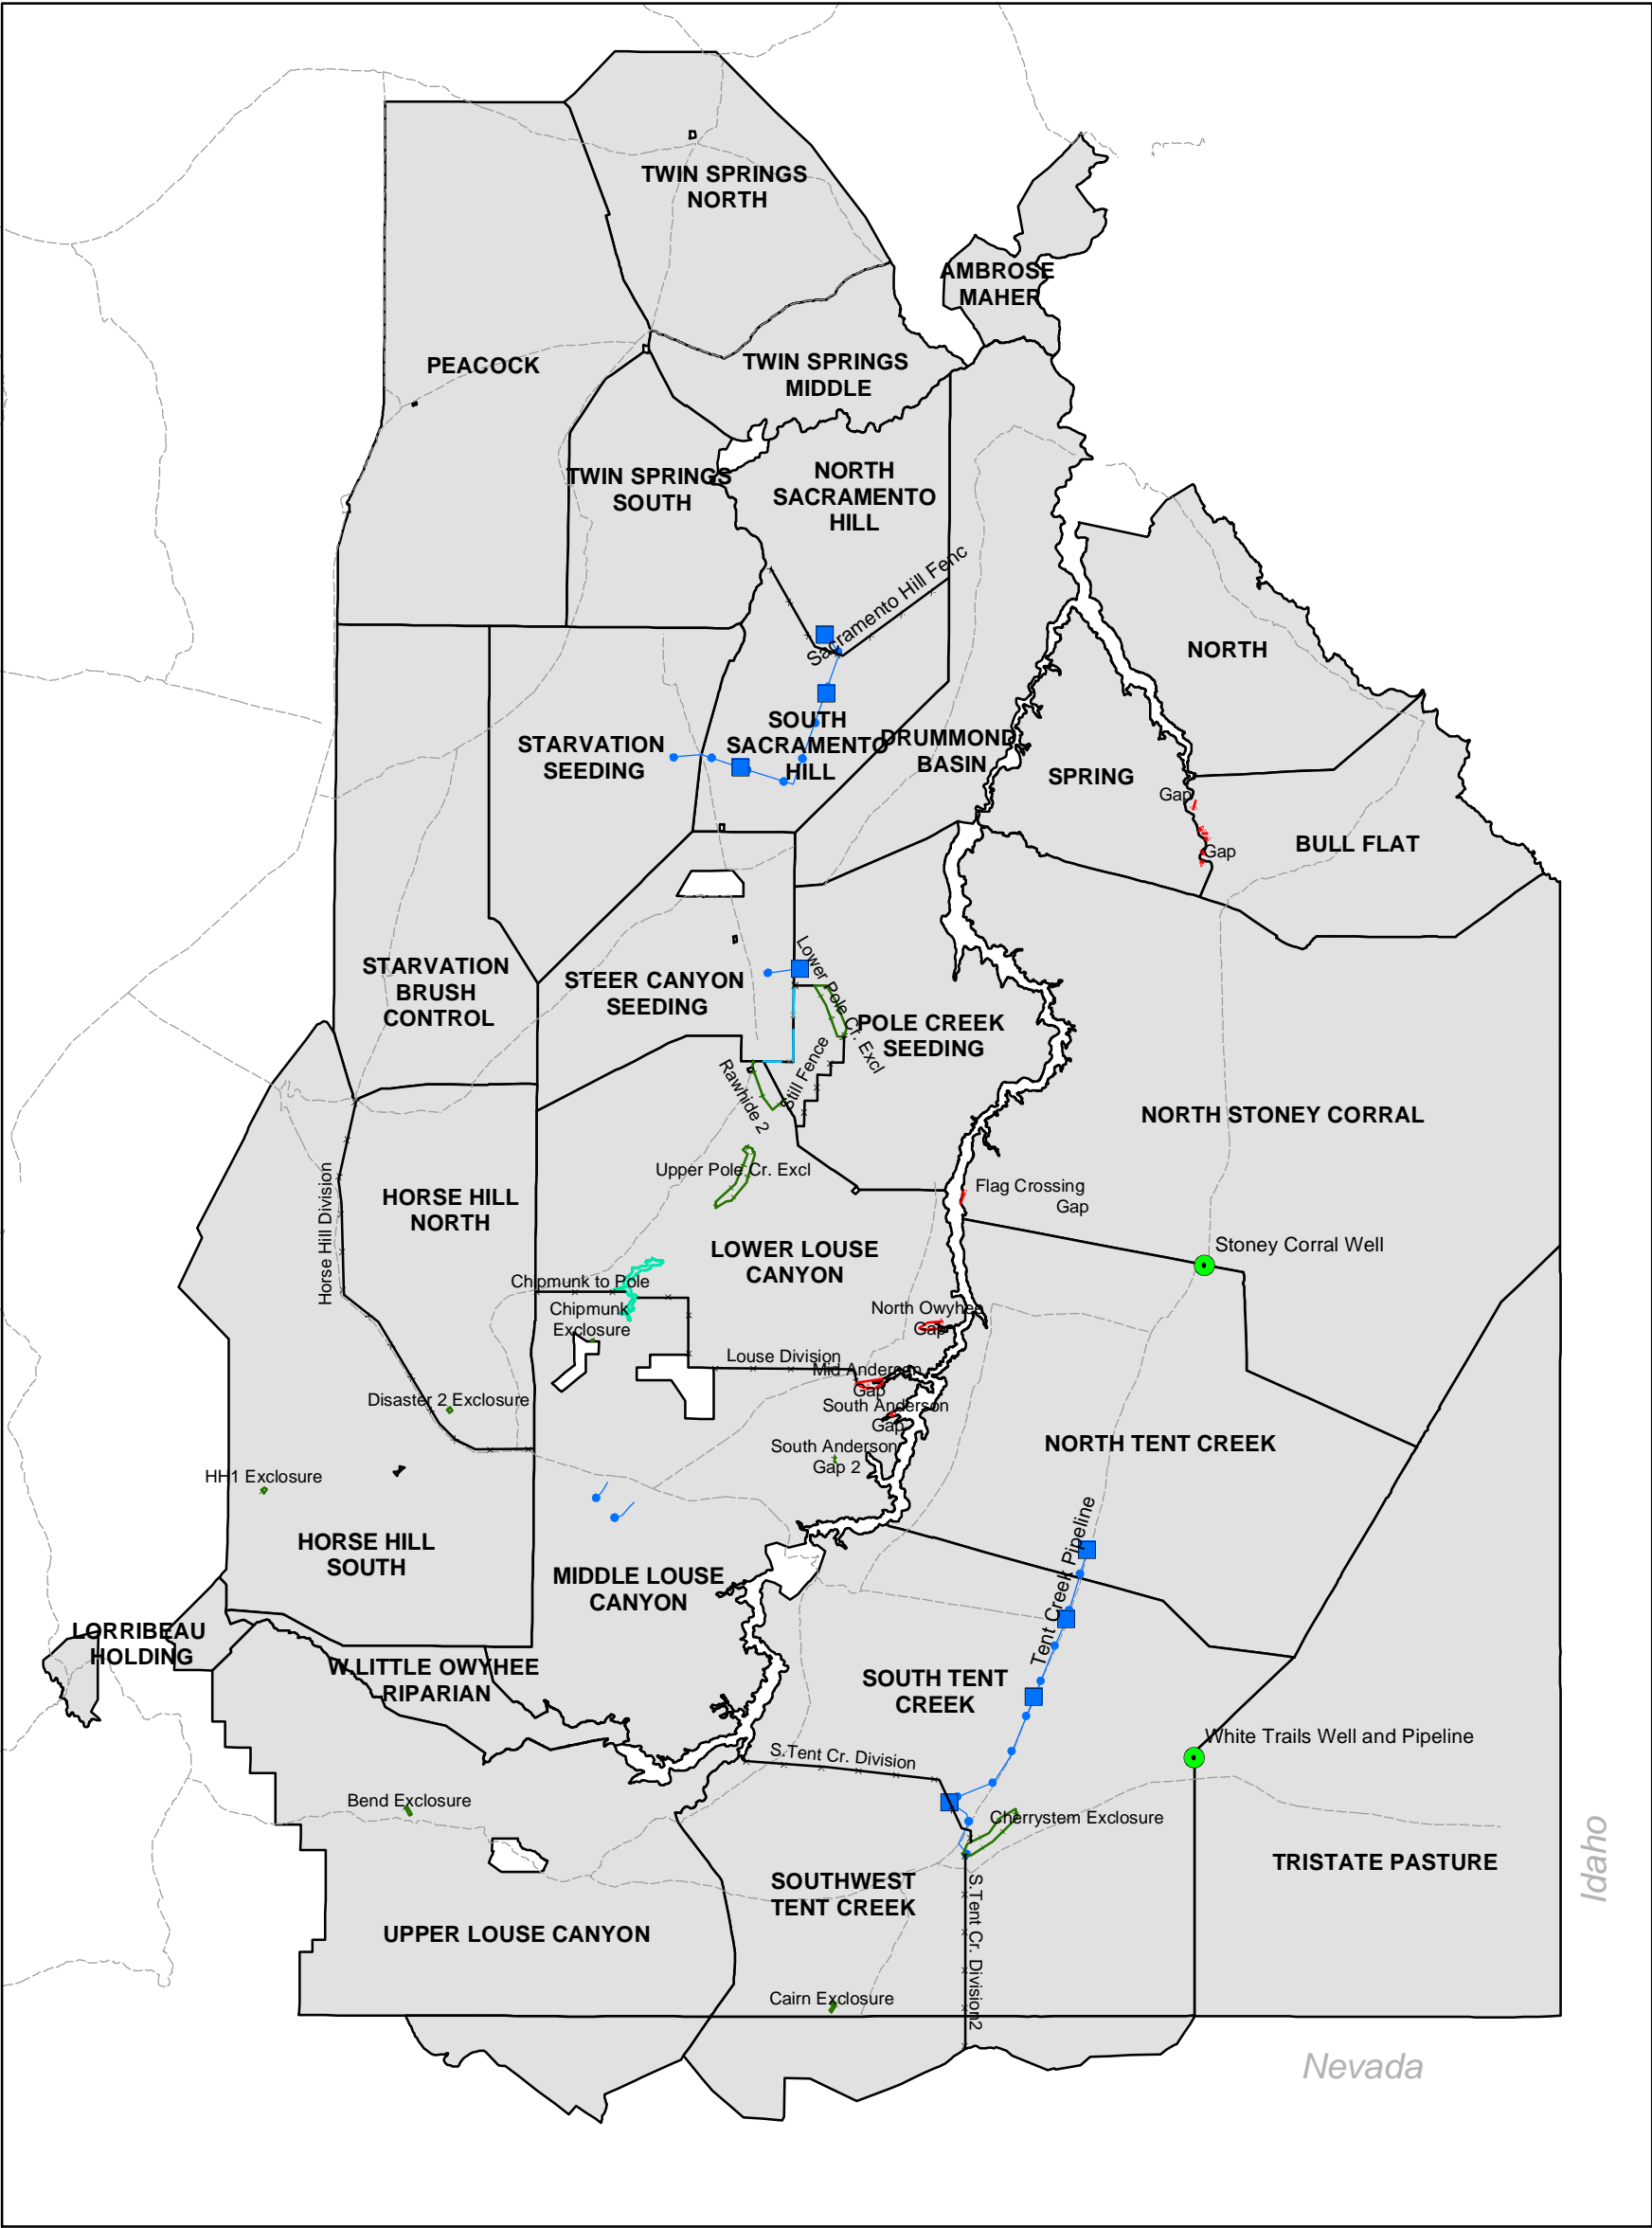 TWIN SPRINGS
NORTH
AMBROSE
MAHER
PEACOCK
TWIN SPRINGS
MIDDLE
TWIN SPRINGS
SOUTH
NORTH
SACRAMENTO
HILL
Sacramento Hill Fenc
NORTH
SOUTH
SACRAMENTO
HILL
STARVATION
SEEDING
DRUMMOND
BASIN
SPRING
Gap
Gap
BULL FLAT
STARVATION
BRUSH
CONTROL
STEER CANYON
SEEDING
Lower Pole Cr. Excl
POLE CREEK
SEEDING
Still Fence
Rawhide 2
NORTH STONEY CORRAL
Upper Pole Cr. Excl
Flag Crossing
Gap
Horse Hill Division
HORSE HILL
NORTH
LOWER LOUSE
CANYON
Stoney Corral Well
Chipmunk to Pole
Chipmunk
Exclosure
North Owyhee
Gap
Louse Division
Mid Anderson
Gap
South Anderson
Gap
Disaster 2 Exclosure
South Anderson
Gap 2
NORTH TENT CREEK
HH1 Exclosure
HORSE HILL
SOUTH
MIDDLE LOUSE
CANYON
Tent Creek Pipeline
LORRIBEAU
HOLDING
W.LITTLE OWYHEE
RIPARIAN
SOUTH TENT
CREEK
White Trails Well and Pipeline
S.Tent Cr. Division
Bend Exclosure
Cherrystem Exclosure
Idaho
TRISTATE PASTURE
SOUTHWEST
TENT CREEK
S.Tent Cr. Division2
UPPER LOUSE CANYON
Cairn Exclosure
Nevada